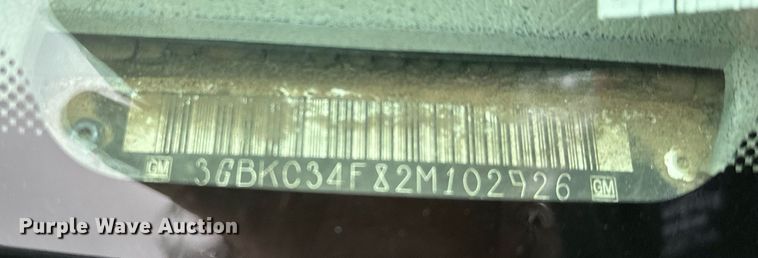 GM 3GBKC34F82M102926 GM
Purple Wave Auction